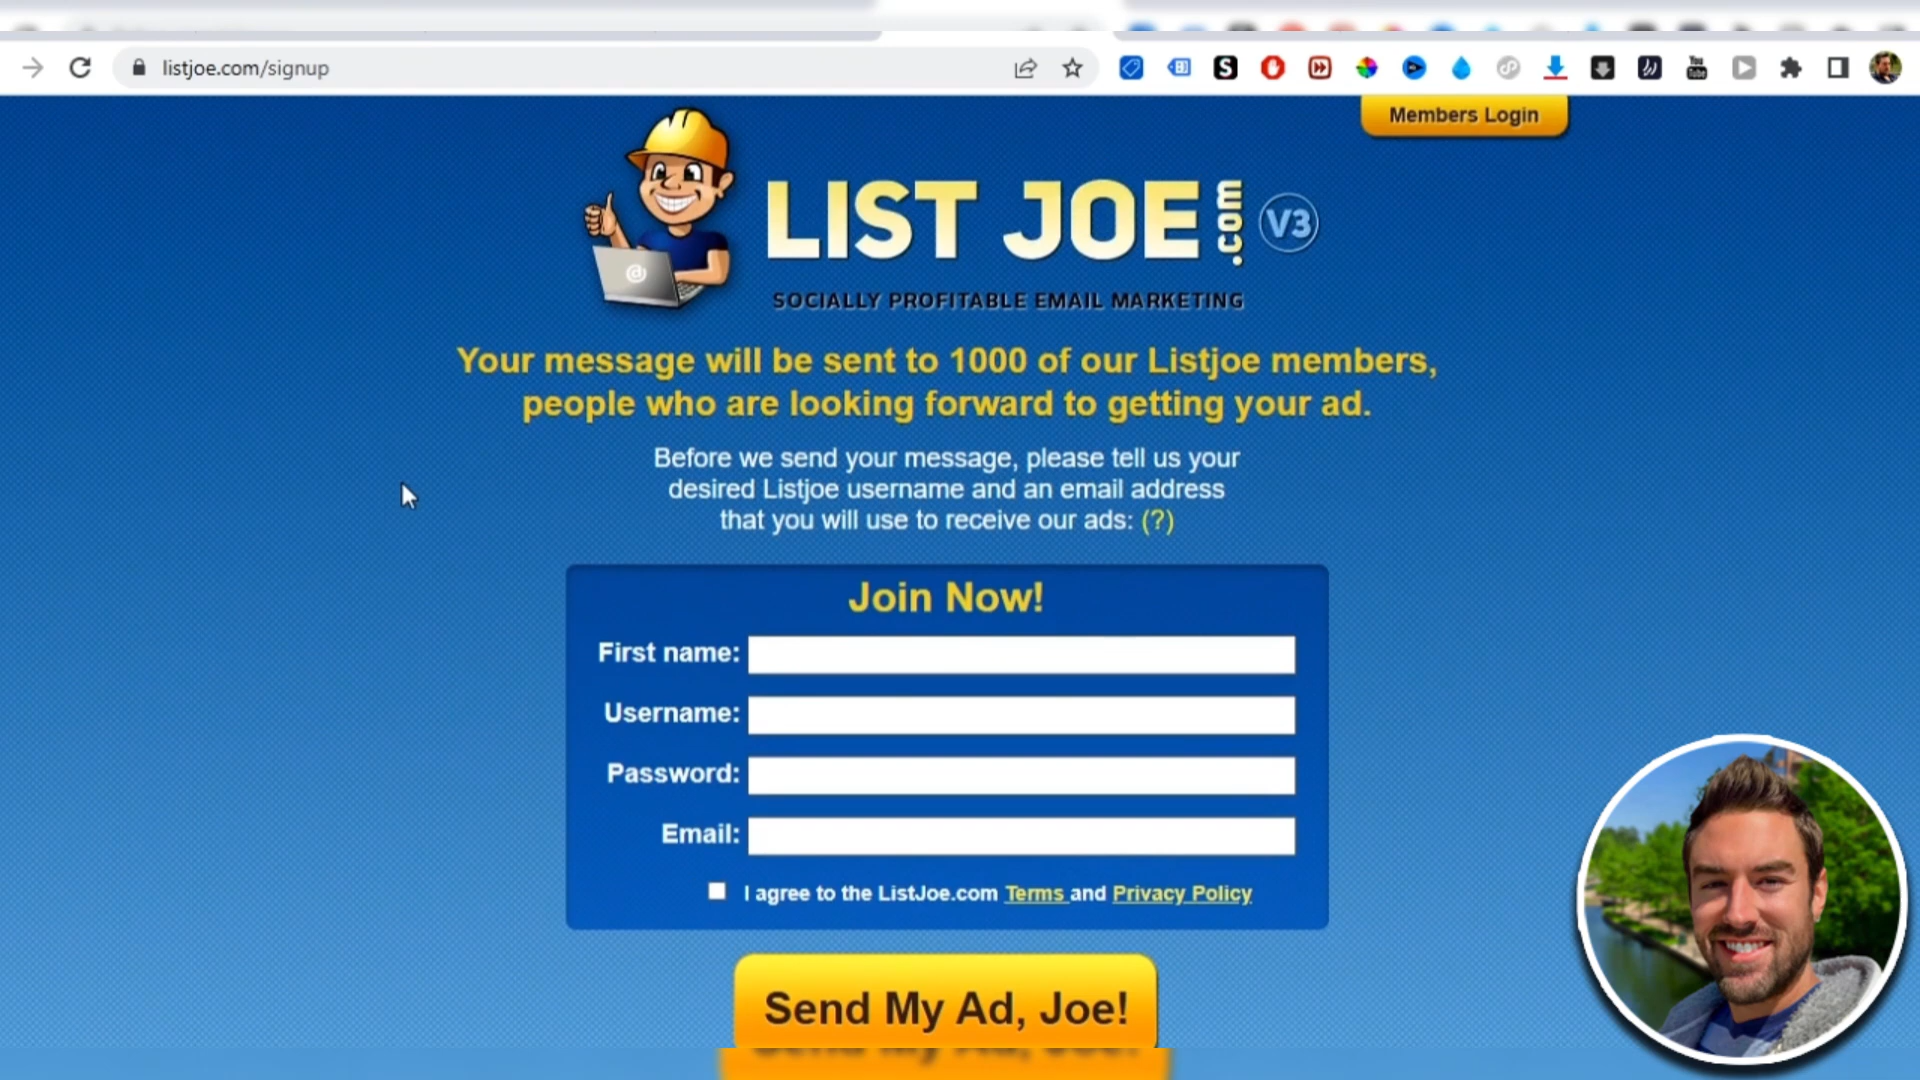 listjoe.com/signup
Members Login
LIST JOE .com V3
SOCIALLY PROFITABLE EMAIL MARKETING
Your message will be sent to 1000 of our Listjoe members,
people who are looking forward to getting your ad.
Before we send your message, please tell us your
desired Listjoe username and an email address
that you will use to receive our ads: (?)
Join Now!
First name:
Username:
Password:
Email:
I agree to the ListJoe.com Terms and Privacy Policy
Send My Ad, Joe!